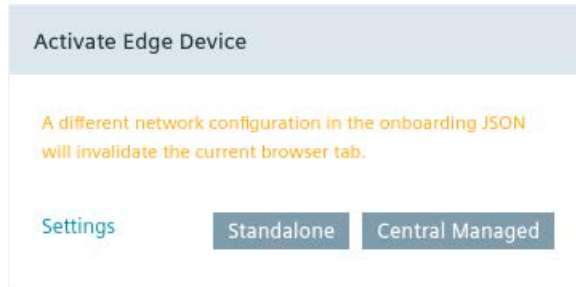 Activate Edge Device
A different network configuration in the onboarding JSON
will invalidate the current browser tab.
Settings Standalone Central Managed